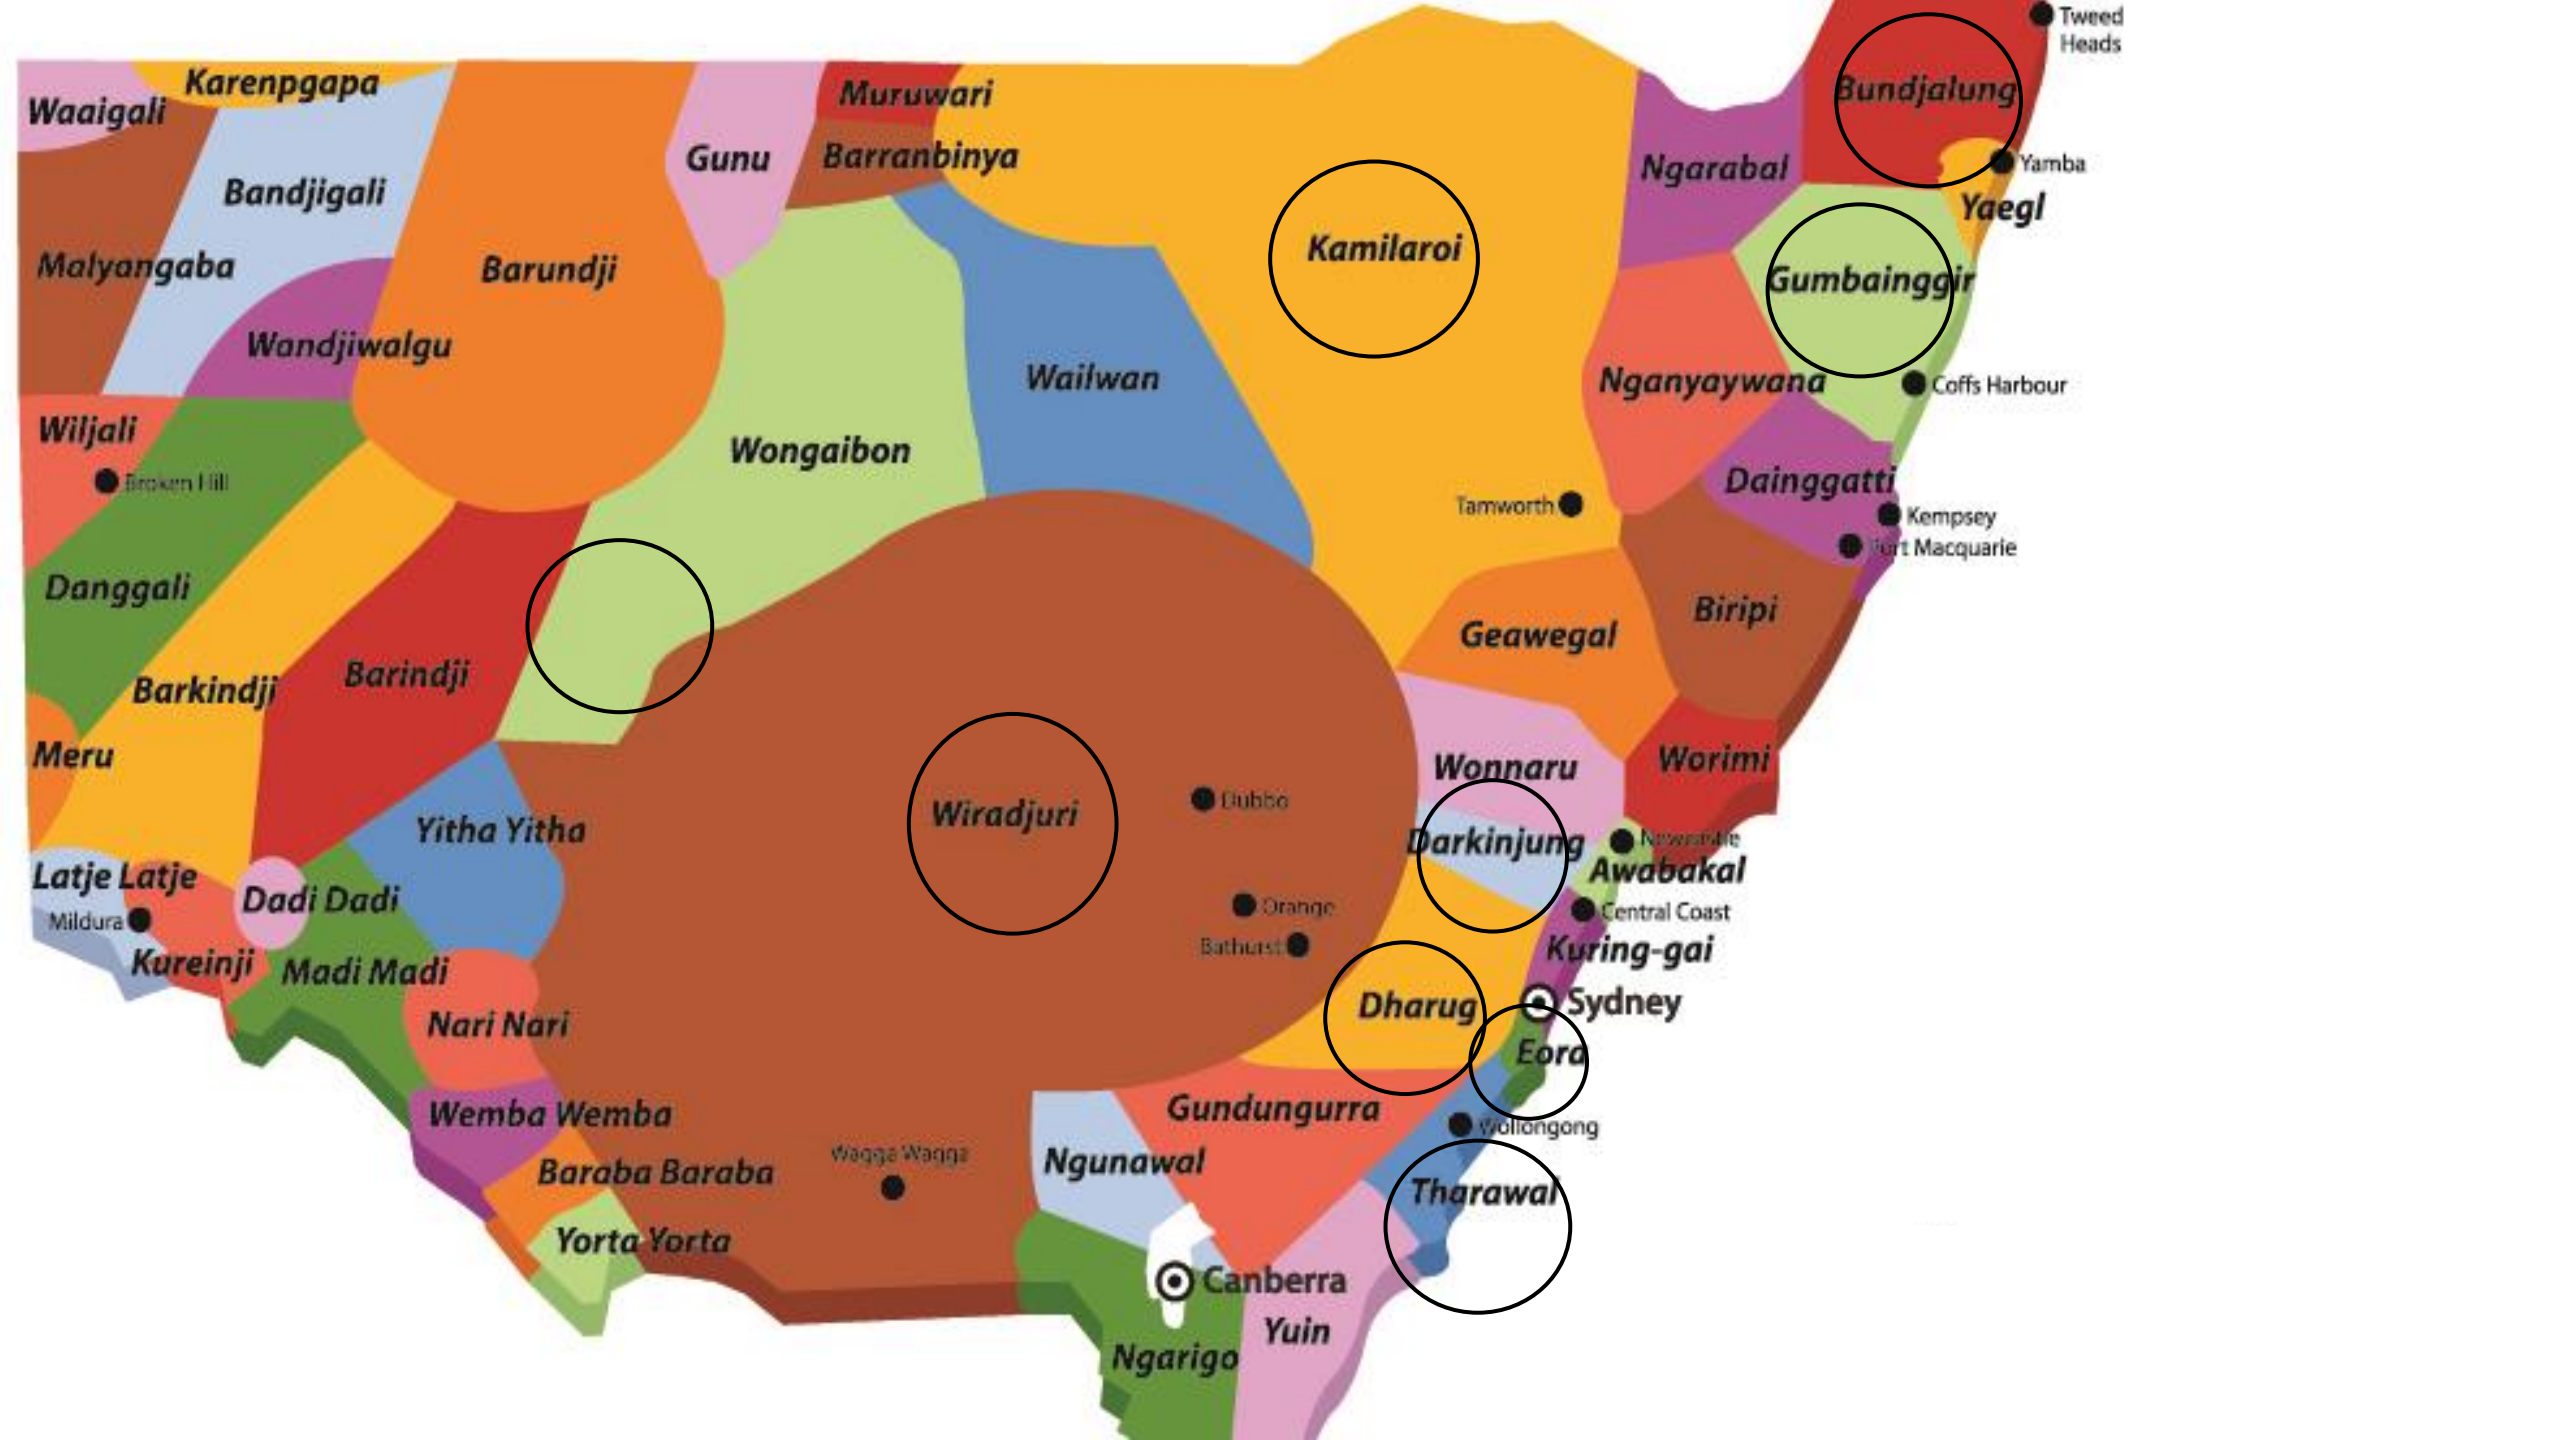 Tweed
Heads
Karenpgapa
Waaigali
Muruwari
Bundjalung
Gunu
Barranbinya
Ngarabal
Yamba
Bandjigali
Yaegl
Malyangaba
Barundji
Kamilaroi
Gumbainggir
Wandjiwalgu
Wailwan
Nganyaywana
Coffs Harbour
Wiljali
Wongaibon
Broken Hill
Dainggatti
Tamworth
Kempsey
Port Macquarie
Danggali
Biripi
Geawegal
Barkindji
Barindji
Meru
Wonnaru
Worimi
Wiradjuri
Dubbo
Yitha Yitha
Darkinjung
Newcastle
Latje Latje
Awabakal
Dadi Dadi
Mildura
Orange
Central Coast
Bathurst
Kuring-gai
Kureinji
Madi Madi
Dharug
Sydney
Nari Nari
Eora
Wemba Wemba
Gundungurra
Wollongong
Wagga Wagga
Baraba Baraba
Ngunawal
Tharawal
Yorta Yorta
Canberra
Yuin
Ngarigo